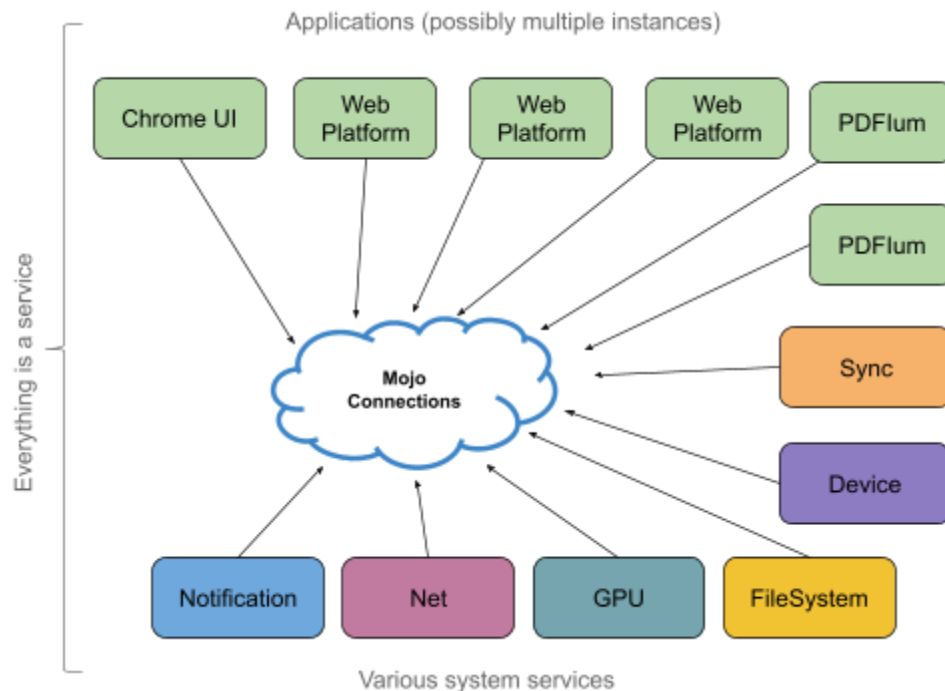 Applications (possibly multiple instances)
Chrome UI
Web
Platform
Web
Platform
Web
Platform
PDFIum
PDFIum
Everything is a service
Mojo
Connections
Sync
Device
Notification
Net
GPU
FileSystem
Various system services